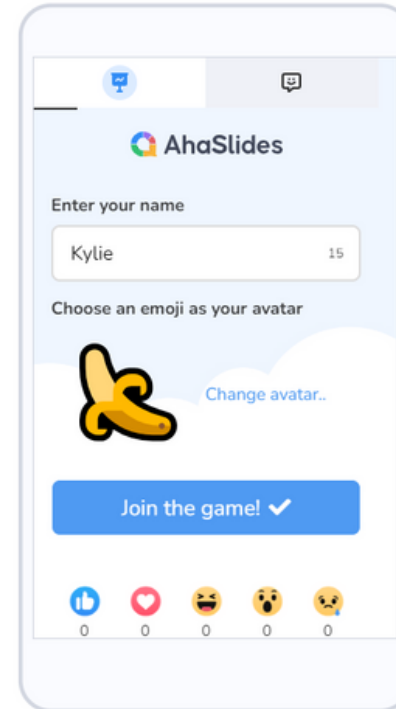 AhaSlides
Enter your name
Kylie 15
Choose an emoji as your avatar
Change avatar..
Join the game!
0 0 0 0 0